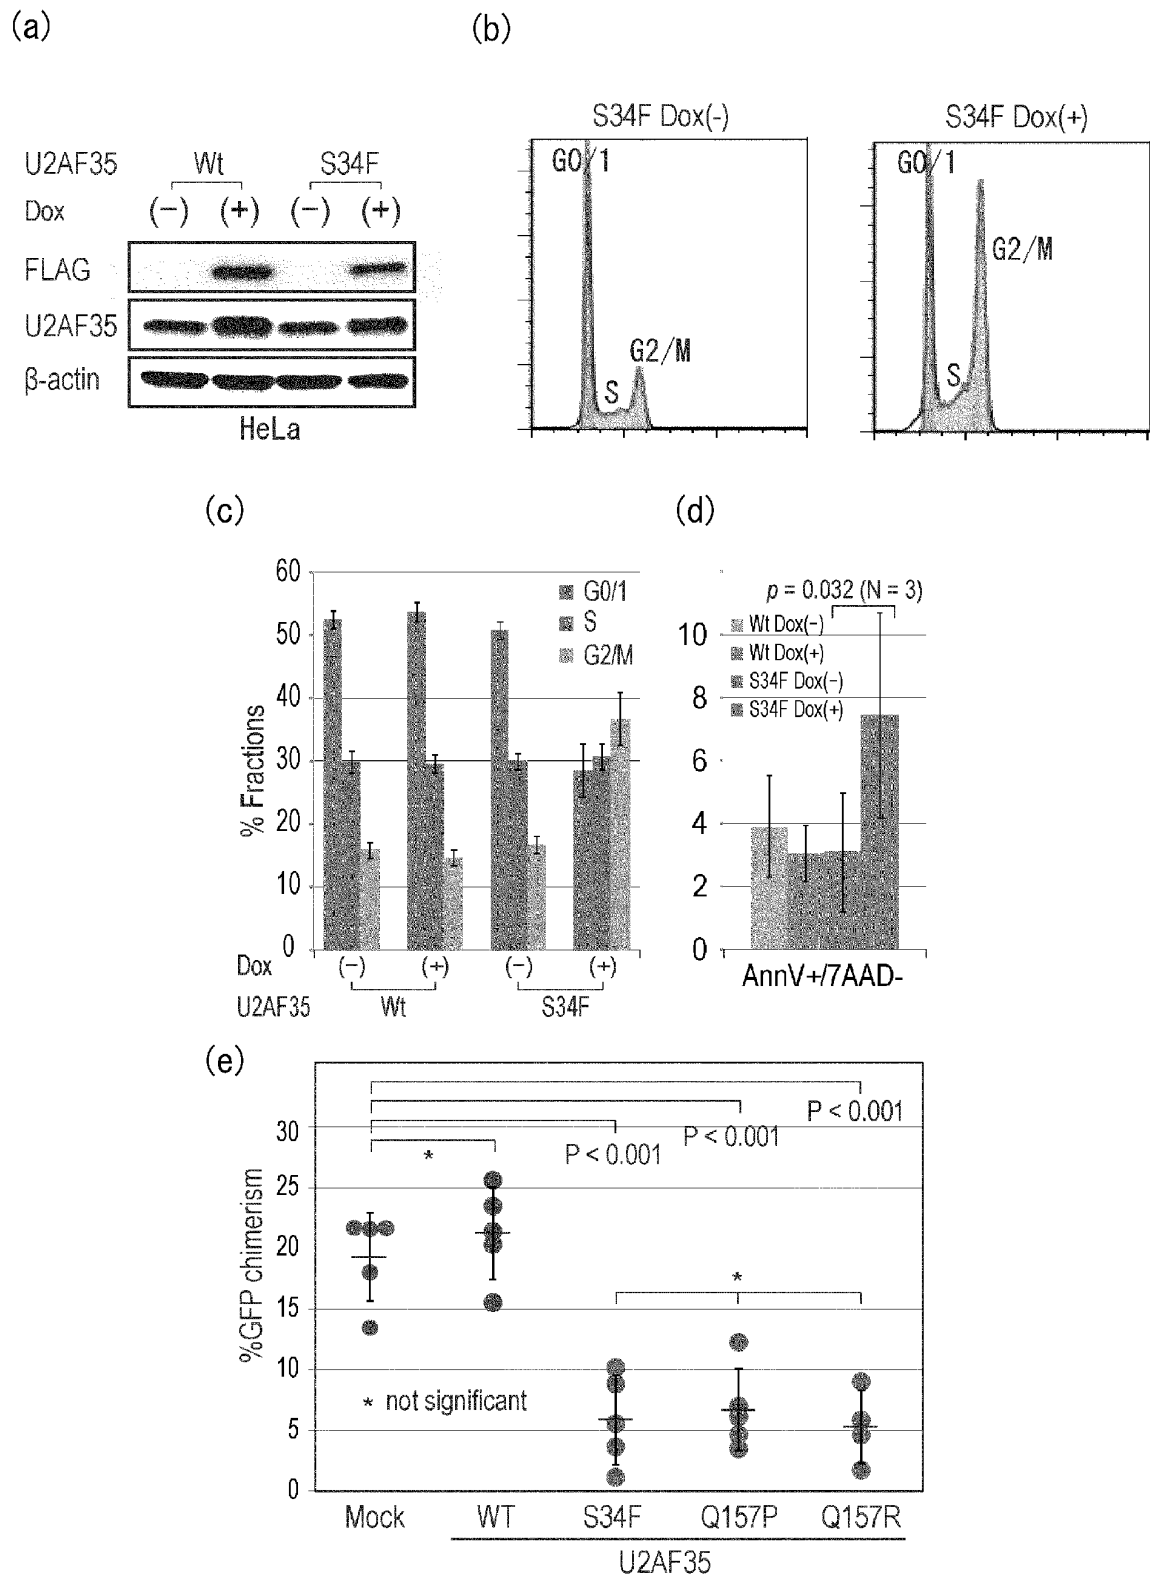 (a)
U2AF35 Wt S34F
Dox (−) (+) (−) (+)
FLAG
U2AF35
β-actin
HeLa
(b)
S34F Dox(-)
G0/1
S
G2/M
S34F Dox(+)
G0/1
S
G2/M
(c)
% Fractions
60
50
40
30
20
10
0
G0/1
S
G2/M
Dox (−) (+) (−) (+)
U2AF35 Wt S34F
(d)
p = 0.032 (N = 3)
Wt Dox(−)
Wt Dox(+)
S34F Dox(−)
S34F Dox(+)
10
8
6
4
2
0
AnnV+/7AAD-
(e)
%GFP chimerism
30
25
20
15
10
5
0
P < 0.001
P < 0.001
P < 0.001
*
*
* not significant
Mock WT S34F Q157P Q157R
U2AF35